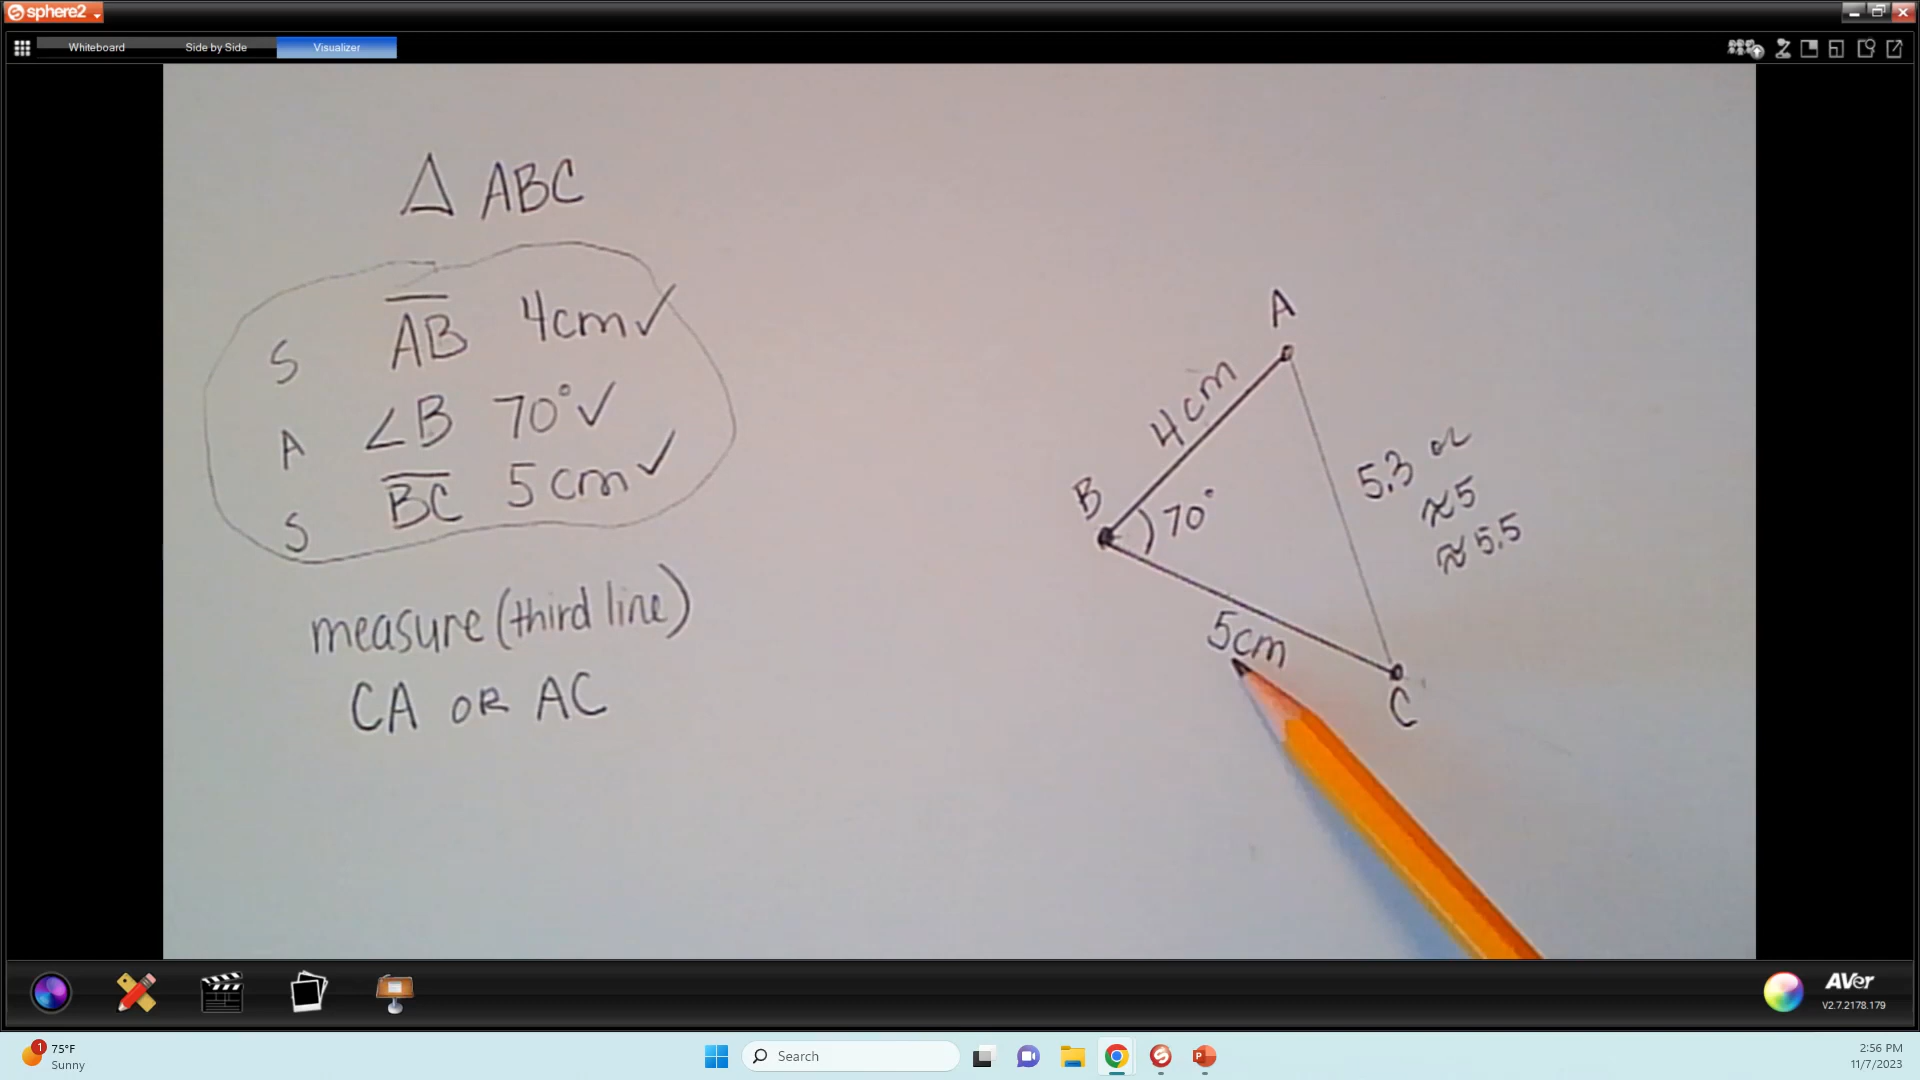 sphere2
Whiteboard
Side by Side
Visualizer
△ ABC
S AB 4cm ✓
A ∠B 70° ✓
S BC 5cm ✓
measure (third line)
CA OR AC
A
4cm
B
70°
5cm
C
5.3 or
≈5
≈5.5
AVer
V2.7.2178.179
1
75°F
Sunny
Search
2:56 PM
11/7/2023